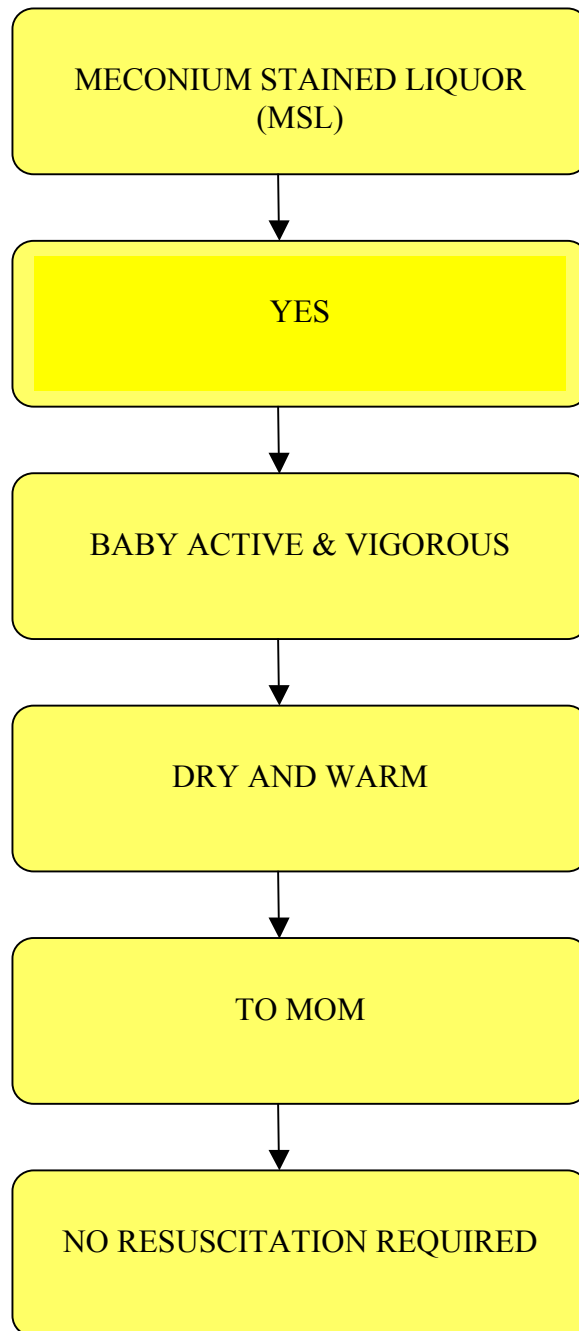 MECONIUM STAINED LIQUOR
(MSL)
YES
BABY ACTIVE & VIGOROUS
DRY AND WARM
TO MOM
NO RESUSCITATION REQUIRED